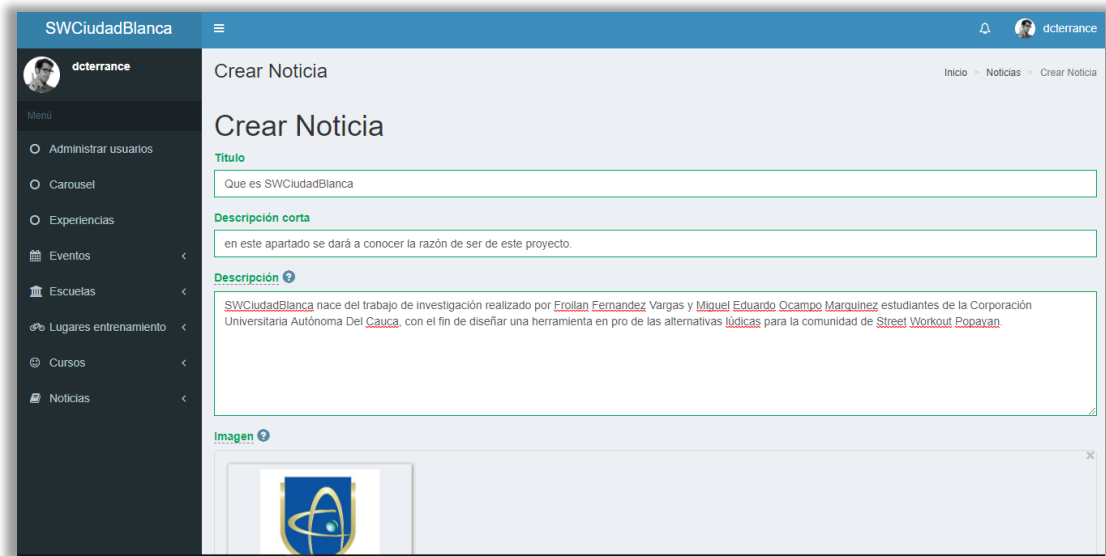 SWCiudadBlanca
dcterrance
dcterrance
Menú
Administrar usuarios
Carousel
Experiencias
Eventos
Escuelas
Lugares entrenamiento
Cursos
Noticias
Crear Noticia
Inicio > Noticias > Crear Noticia
Crear Noticia
Título
Que es SWCiudadBlanca
Descripción corta
en este apartado se dará a conocer la razón de ser de este proyecto.
Descripción ?
SWCiudadBlanca nace del trabajo de investigación realizado por Froilan Fernandez Vargas y Miguel Eduardo Ocampo Marquinez estudiantes de la Corporación
Universitaria Autónoma Del Cauca, con el fin de diseñar una herramienta en pro de las alternativas lúdicas para la comunidad de Street Workout Popayan.
Imagen ?